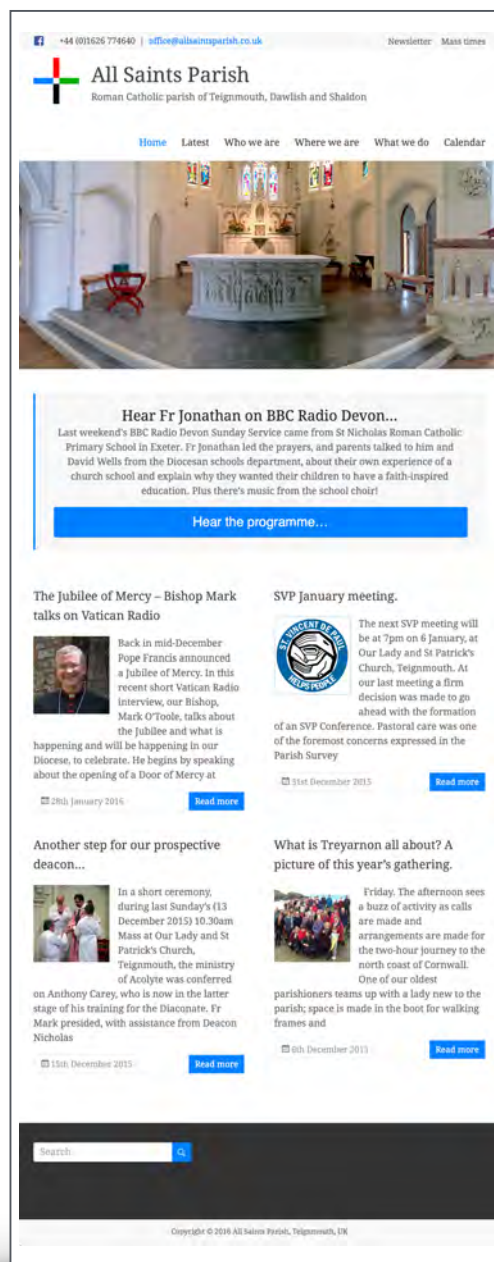 +44 (0)1626 774640 | office@allsaintsparish.co.uk
Newsletter Mass times
All Saints Parish
Roman Catholic parish of Teignmouth, Dawlish and Shaldon
Home Latest Who we are Where we are What we do Calendar
Hear Fr Jonathan on BBC Radio Devon...
Last weekend's BBC Radio Devon Sunday Service came from St Nicholas Roman Catholic
Primary School in Exeter. Fr Jonathan led the prayers, and parents talked to him and
David Wells from the Diocesan schools department, about their own experience of a
church school and explain why they wanted their children to have a faith-inspired
education. Plus there's music from the school choir!
Hear the programme…
The Jubilee of Mercy – Bishop Mark
talks on Vatican Radio
Back in mid-December
Pope Francis announced
a Jubilee of Mercy. In this
recent short Vatican Radio
interview, our Bishop,
Mark O'Toole, talks about
the Jubilee and what is
happening and will be happening in our
Diocese, to celebrate. He begins by speaking
about the opening of a Door of Mercy at
28th January 2016
Read more
SVP January meeting.
ST. VINCENT DE PAUL
HELPS PEOPLE
The next SVP meeting will
be at 7pm on 6 January, at
Our Lady and St Patrick's
Church, Teignmouth. At
our last meeting a firm
decision was made to go
ahead with the formation
of an SVP Conference. Pastoral care was one
of the foremost concerns expressed in the
Parish Survey
31st December 2015
Read more
Another step for our prospective
deacon...
In a short ceremony,
during last Sunday's (13
December 2015) 10.30am
Mass at Our Lady and St
Patrick's Church,
Teignmouth, the ministry
of Acolyte was conferred
on Anthony Carey, who is now in the latter
stage of his training for the Diaconate. Fr
Mark presided, with assistance from Deacon
Nicholas
15th December 2015
Read more
What is Treyarnon all about? A
picture of this year's gathering.
Friday. The afternoon sees
a buzz of activity as calls
are made and
arrangements are made for
the two-hour journey to the
north coast of Cornwall.
One of our oldest
parishioners teams up with a lady new to the
parish; space is made in the boot for walking
frames and
6th December 2015
Read more
Search
Copyright © 2016 All Saints Parish, Teignmouth, UK